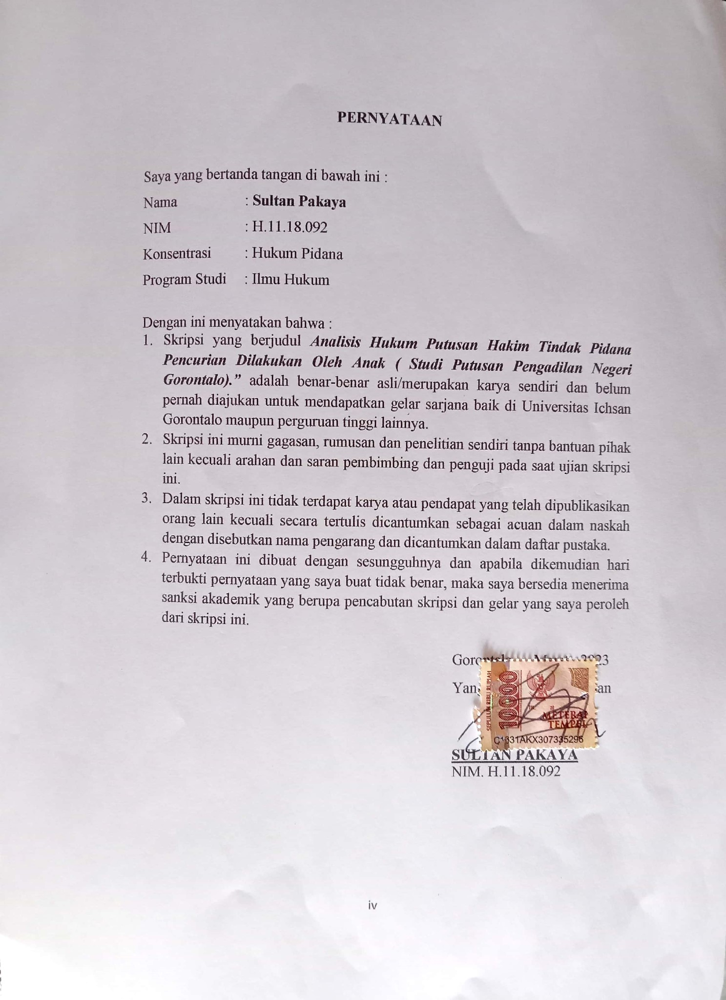 PERNYATAAN
Saya yang bertanda tangan di bawah ini :
Nama : Sultan Pakaya
NIM : H.11.18.092
Konsentrasi : Hukum Pidana
Program Studi : Ilmu Hukum
Dengan ini menyatakan bahwa :
1. Skripsi yang berjudul Analisis Hukum Putusan Hakim Tindak Pidana
Pencurian Dilakukan Oleh Anak ( Studi Putusan Pengadilan Negeri
Gorontalo).” adalah benar-benar asli/merupakan karya sendiri dan belum
pernah diajukan untuk mendapatkan gelar sarjana baik di Universitas Ichsan
Gorontalo maupun perguruan tinggi lainnya.
2. Skripsi ini murni gagasan, rumusan dan penelitian sendiri tanpa bantuan pihak
lain kecuali arahan dan saran pembimbing dan penguji pada saat ujian skripsi
ini.
3. Dalam skripsi ini tidak terdapat karya atau pendapat yang telah dipublikasikan
orang lain kecuali secara tertulis dicantumkan sebagai acuan dalam naskah
dengan disebutkan nama pengarang dan dicantumkan dalam daftar pustaka.
4. Pernyataan ini dibuat dengan sesungguhnya dan apabila dikemudian hari
terbukti pernyataan yang saya buat tidak benar, maka saya bersedia menerima
sanksi akademik yang berupa pencabutan skripsi dan gelar yang saya peroleh
dari skripsi ini.
Gorontalo 2023
SEPULUH RIBU RUPIAH
10000
TGL. 20
METERAI
TEMPEL
307335296
SULTAN PAKAYA
NIM. H.11.18.092
iv